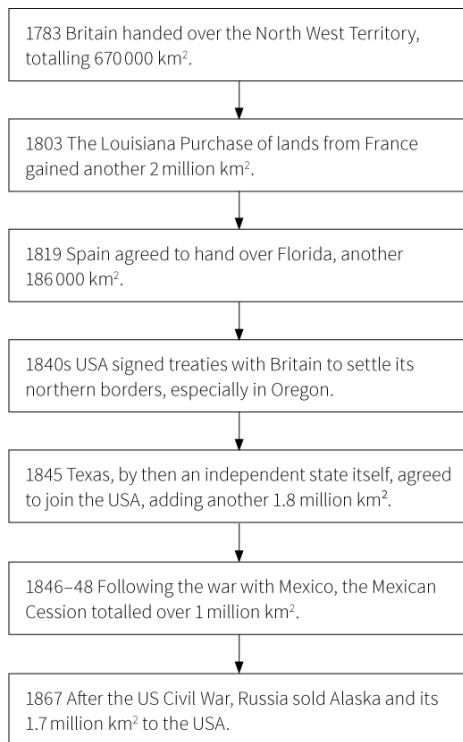 1783 Britain handed over the North West Territory,
totalling 670 000 km².
1803 The Louisiana Purchase of lands from France
gained another 2 million km².
1819 Spain agreed to hand over Florida, another
186 000 km².
1840s USA signed treaties with Britain to settle its
northern borders, especially in Oregon.
1845 Texas, by then an independent state itself, agreed
to join the USA, adding another 1.8 million km².
1846–48 Following the war with Mexico, the Mexican
Cession totalled over 1 million km².
1867 After the US Civil War, Russia sold Alaska and its
1.7 million km² to the USA.